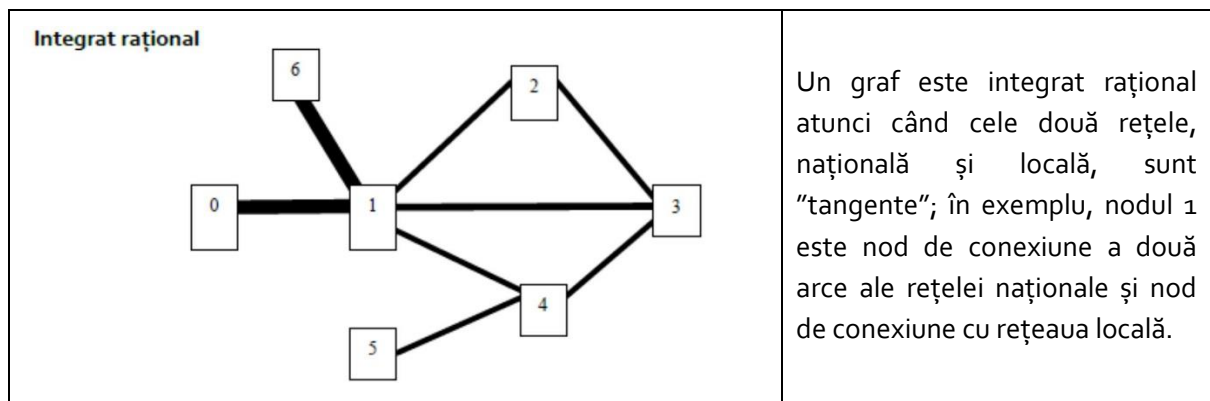 Integrat rațional
6
2
0
1
3
4
5
Un graf este integrat rațional
atunci când cele două rețele,
națională și locală, sunt
”tangente”; în exemplu, nodul 1
este nod de conexiune a două
arce ale rețelei naționale și nod
de conexiune cu rețeaua locală.